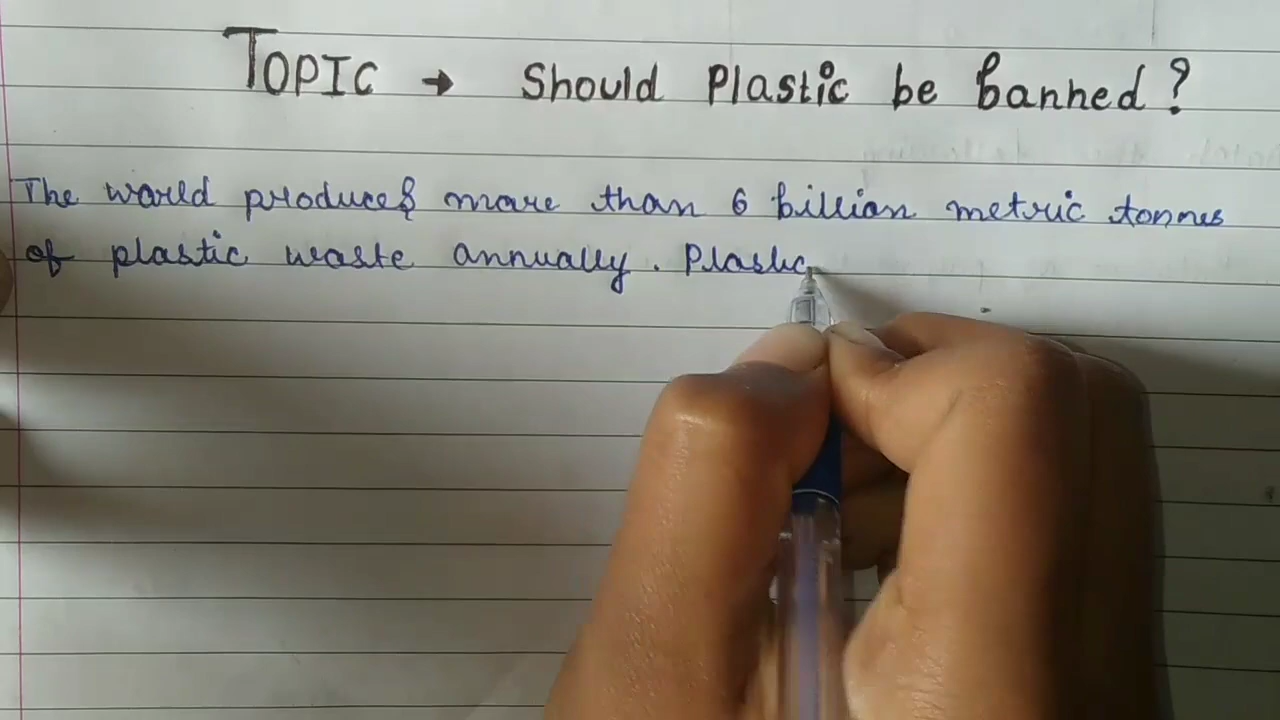 TOPIC → Should Plastic be banned?
The world produces more than 6 billion metric tonnes
of plastic waste annually. Plastic